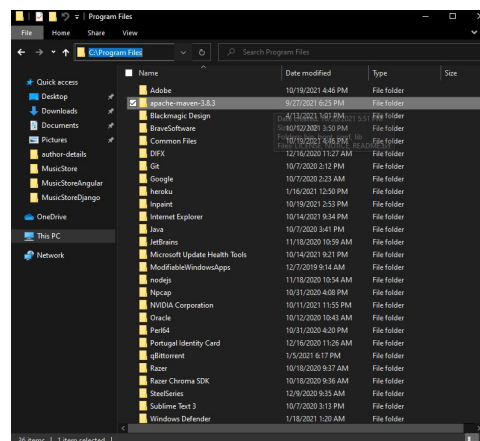 Program Files
File Home Share View
C:\Program Files
Search Program Files
Name Date modified Type Size
Quick access
Desktop
Downloads
Documents
Pictures
author-details
MusicStore
MusicStoreAngular
MusicStoreDjango
OneDrive
This PC
Network
Adobe 10/19/2021 4:46 PM File folder
apache-maven-3.8.3 9/27/2021 6:25 PM File folder
Blackmagic Design 4/13/2021 1:01 PM File folder
BraveSoftware 10/12/2021 3:50 PM File folder
Common Files 10/19/2021 4:46 PM File folder
DIFX 12/16/2020 11:27 AM File folder
Git 10/7/2020 2:12 PM File folder
Google 10/7/2020 2:23 AM File folder
heroku 1/16/2021 12:50 PM File folder
Inpaint 10/19/2021 2:53 PM File folder
Internet Explorer 10/14/2021 9:34 PM File folder
Java 10/7/2020 3:41 PM File folder
JetBrains 11/18/2020 10:59 AM File folder
Microsoft Update Health Tools 10/14/2021 9:21 PM File folder
ModifiableWindowsApps 12/7/2019 9:14 AM File folder
nodejs 11/18/2020 10:54 AM File folder
Npcap 10/31/2020 4:08 PM File folder
NVIDIA Corporation 10/11/2021 11:55 PM File folder
Oracle 10/12/2020 10:43 AM File folder
Perl64 10/31/2020 4:20 PM File folder
Portugal Identity Card 12/16/2020 11:26 AM File folder
qBittorrent 1/5/2021 6:17 PM File folder
Razer 10/18/2020 9:37 AM File folder
Razer Chroma SDK 10/18/2020 9:36 AM File folder
SteelSeries 12/9/2020 9:35 AM File folder
Sublime Text 3 10/7/2020 3:13 PM File folder
Windows Defender 1/18/2021 1:20 AM File folder
36 items 1 item selected